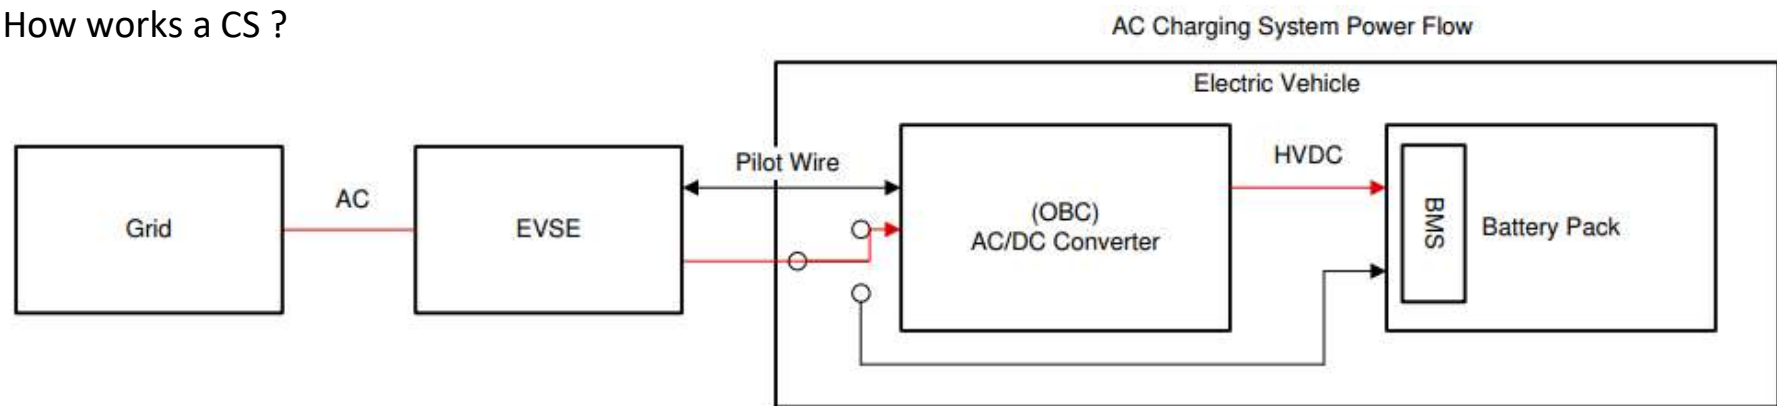 How works a CS ?
AC Charging System Power Flow
Electric Vehicle
Grid
AC
EVSE
Pilot Wire
(OBC)
AC/DC Converter
HVDC
BMS
Battery Pack